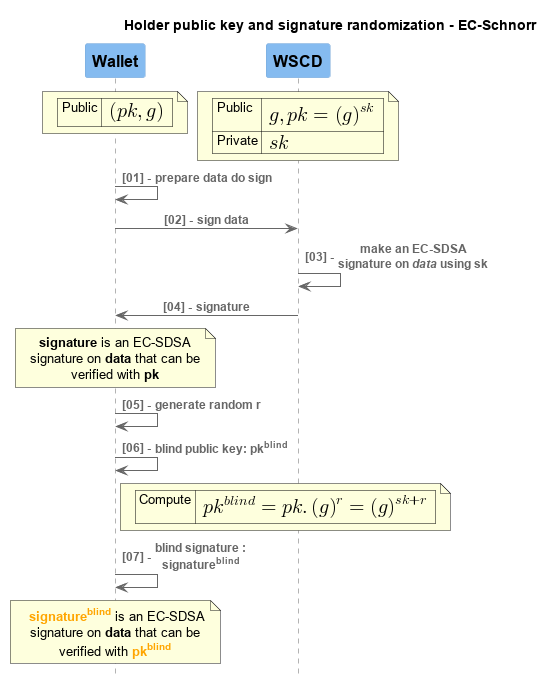 Holder public key and signature randomization - EC-Schnorr
Wallet
WSCD
Public (pk, g)
Public g, pk = (g)^sk
Private sk
[01] - prepare data do sign
[02] - sign data
[03] - make an EC-SDSA
signature on data using sk
[04] - signature
signature is an EC-SDSA
signature on data that can be
verified with pk
[05] - generate random r
[06] - blind public key: pk^blind
Compute pk^blind = pk. (g)^r = (g)^sk+r
[07] - blind signature :
signature^blind
signature^blind is an EC-SDSA
signature on data that can be
verified with pk^blind